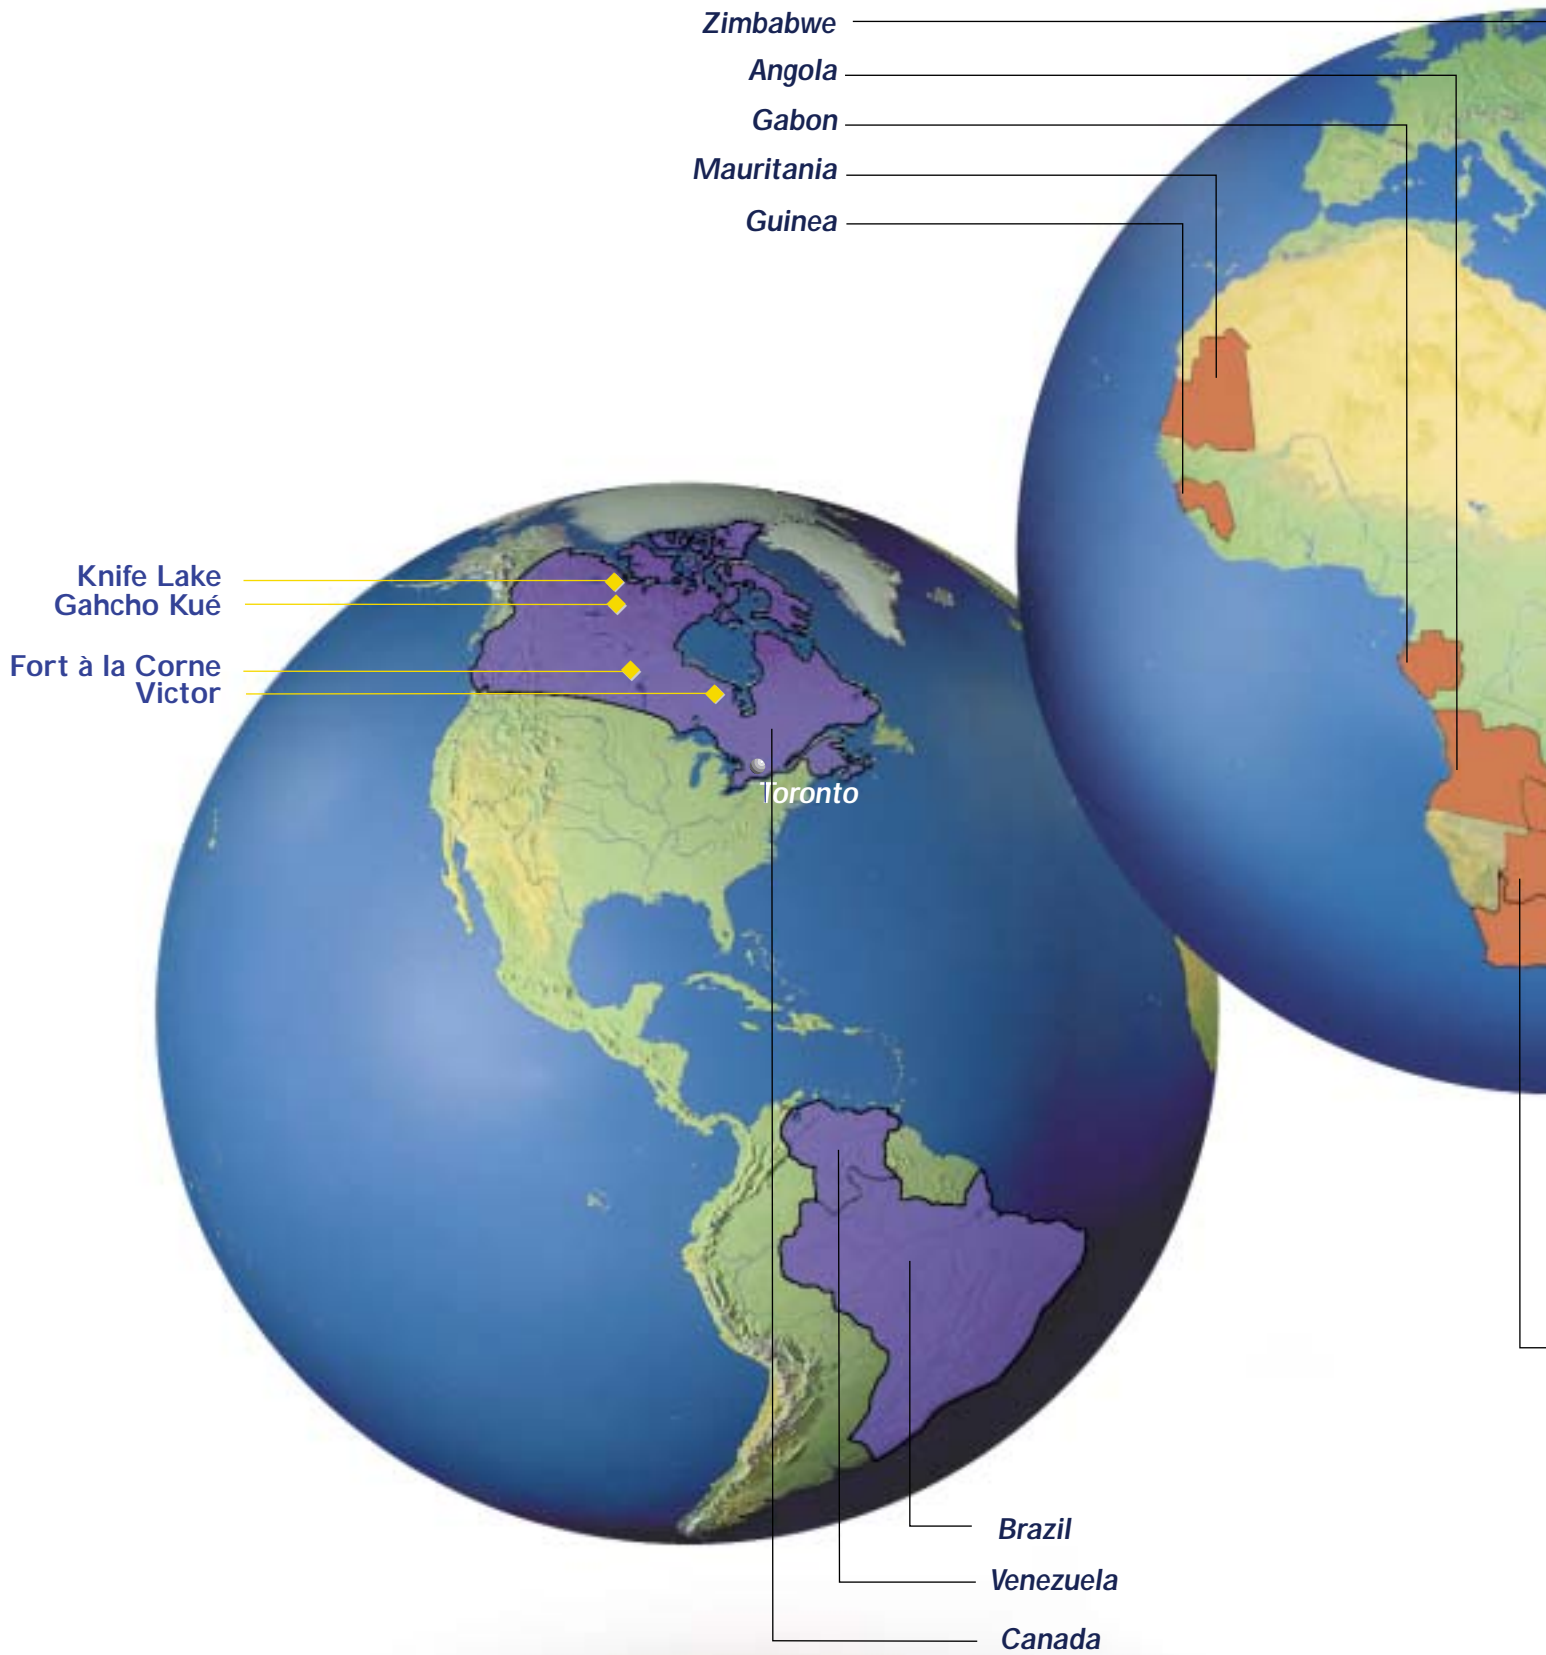 Zimbabwe
Angola
Gabon
Mauritania
Guinea
Knife Lake
Gahcho Kué
Fort à la Corne
Victor
Toronto
Brazil
Venezuela
Canada